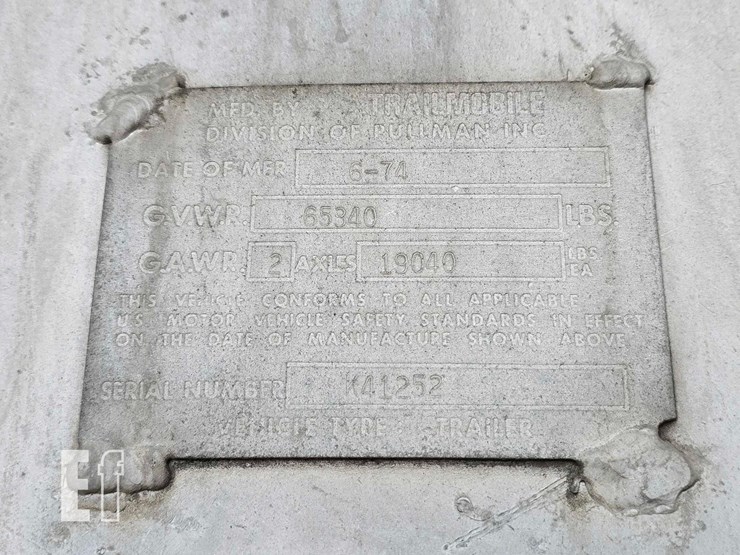 MFD BY TRAILMOBILE
DIVISION OF PULLMAN INC
DATE OF MFR 6-74
G.V.W.R. 65340 LBS
G.A.W.R. 2 AXLES 19040 LBS EA
THIS VEHICLE CONFORMS TO ALL APPLICABLE
U.S. MOTOR VEHICLE SAFETY STANDARDS IN EFFECT
ON THE DATE OF MANUFACTURE SHOWN ABOVE
SERIAL NUMBER K41252
VEHICLE TYPE TRAILER
Ef